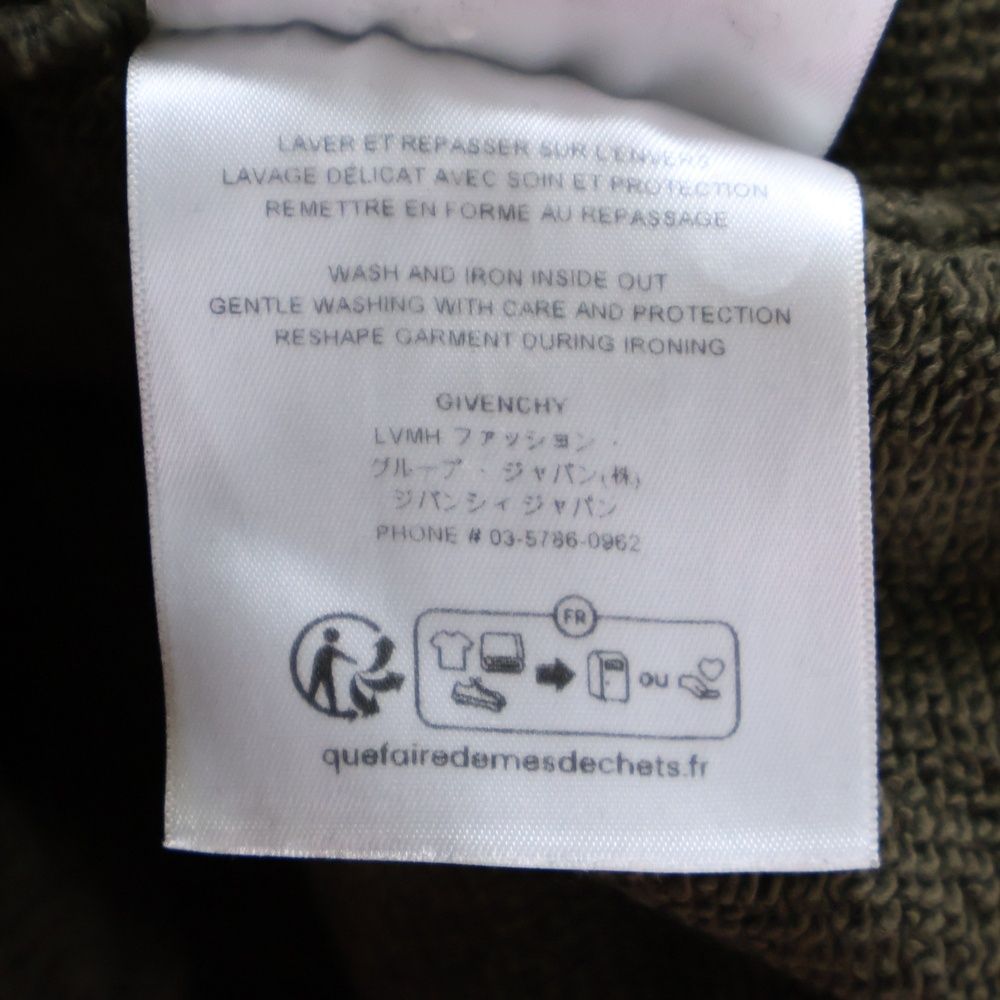 LAVER ET REPASSER SUR L'ENVERS
LAVAGE DÉLICAT AVEC SOIN ET PROTECTION
REMETTRE EN FORME AU REPASSAGE
WASH AND IRON INSIDE OUT
GENTLE WASHING WITH CARE AND PROTECTION
RESHAPE GARMENT DURING IRONING
GIVENCHY
LVMH ファッション・
グループ・ジャパン(株)
ジバンシィ ジャパン
PHONE # 03-5786-0962
FR
OU
quefairedemesdechets.fr